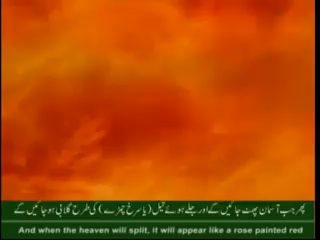 پھر جب آسمان پھٹ جائیں گے اور جلے ہوئے تیل (یا سرخ چمڑے) کی طرح گلابی ہو جائیں گے
And when the heaven will split, it will appear like a rose painted red